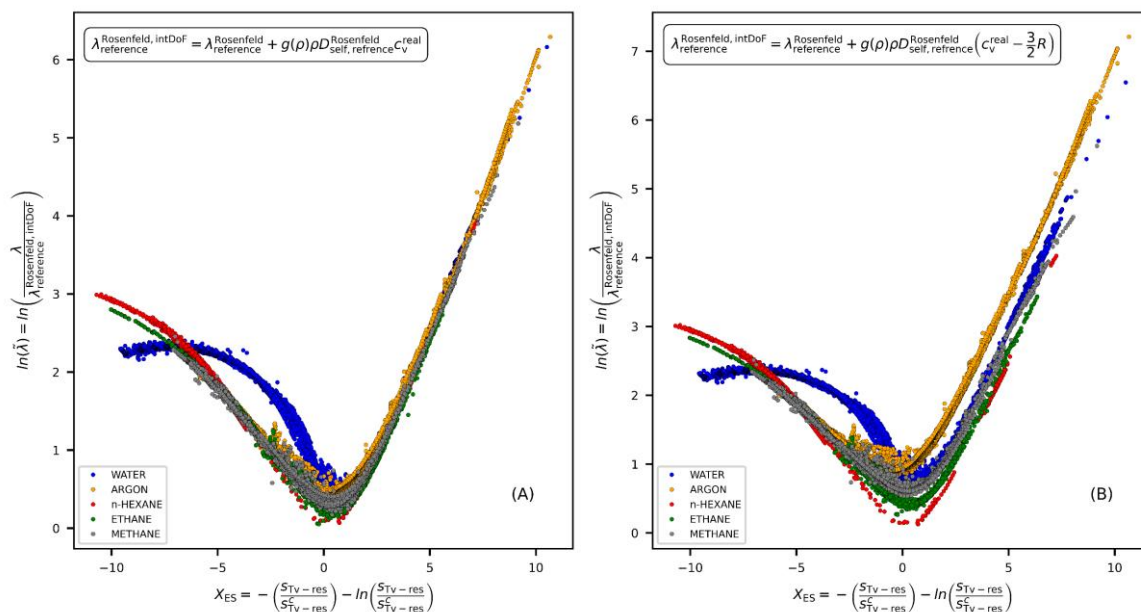 λ_reference^Rosenfeld, intDoF = λ_reference^Rosenfeld + g(ρ)ρD_self, refrence^Rosenfeld c_v^real
6
5
4
3
2
1
0
ln(λ̃) = ln(λ / λ_reference^Rosenfeld, intDoF)
WATER
ARGON
n-HEXANE
ETHANE
METHANE
(A)
−10 −5 0 5 10
X_ES = −(s_Tv−res / s^c_Tv−res) − ln(s_Tv−res / s^c_Tv−res)
λ_reference^Rosenfeld, intDoF = λ_reference^Rosenfeld + g(ρ)ρD_self, refrence^Rosenfeld (c_v^real − 3/2 R)
7
6
5
4
3
2
1
0
ln(λ̃) = ln(λ / λ_reference^Rosenfeld, intDoF)
WATER
ARGON
n-HEXANE
ETHANE
METHANE
(B)
−10 −5 0 5 10
X_ES = −(s_Tv−res / s^c_Tv−res) − ln(s_Tv−res / s^c_Tv−res)